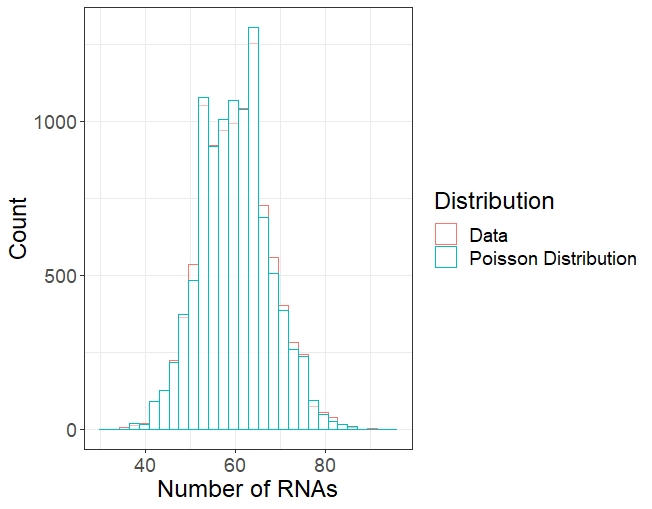 1000
500
0
Count
40 60 80
Number of RNAs
Distribution
Data
Poisson Distribution